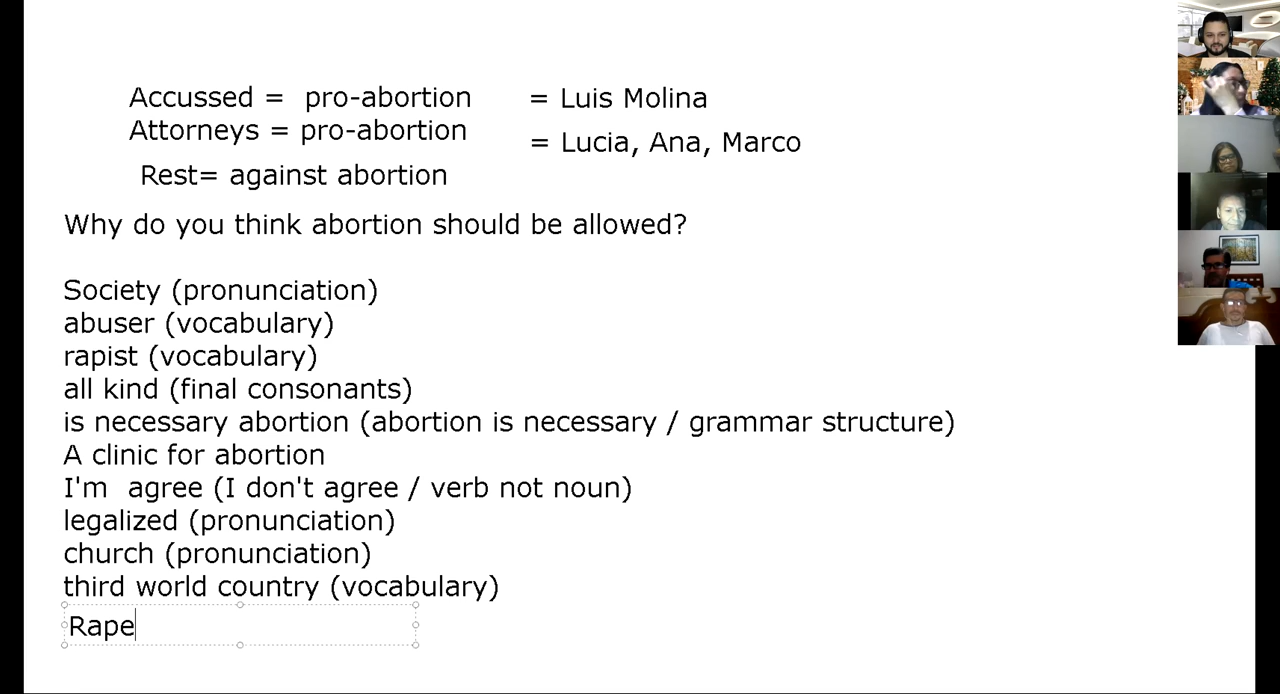 Accussed = pro-abortion = Luis Molina
Attorneys = pro-abortion = Lucia, Ana, Marco
Rest= against abortion
Why do you think abortion should be allowed?
Society (pronunciation)
abuser (vocabulary)
rapist (vocabulary)
all kind (final consonants)
is necessary abortion (abortion is necessary / grammar structure)
A clinic for abortion
I'm agree (I don't agree / verb not noun)
legalized (pronunciation)
church (pronunciation)
third world country (vocabulary)
Rape